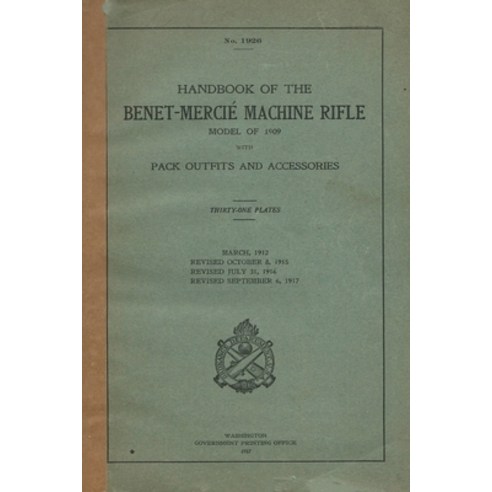 No. 1926
HANDBOOK OF THE
BENET-MERCIÉ MACHINE RIFLE
MODEL OF 1909
WITH
PACK OUTFITS AND ACCESSORIES
THIRTY-ONE PLATES
MARCH, 1912
REVISED OCTOBER 8, 1913
REVISED JULY 31, 1916
REVISED SEPTEMBER 6, 1917
WASHINGTON
GOVERNMENT PRINTING OFFICE
1917